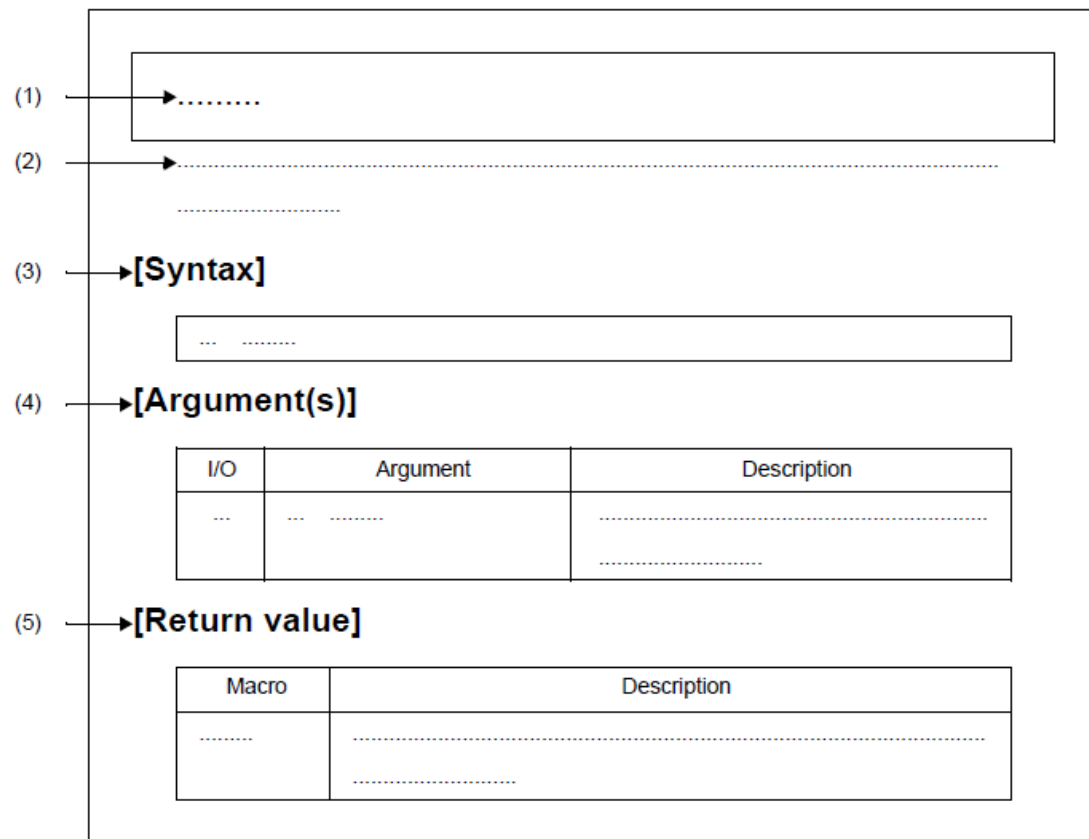 (1) .........
(2) ...............................................................
...........................
(3) [Syntax]
... .........
(4) [Argument(s)]
I/O Argument Description
... ... ......... ...............................................................
...........................
(5) [Return value]
Macro Description
......... ...............................................................
...........................